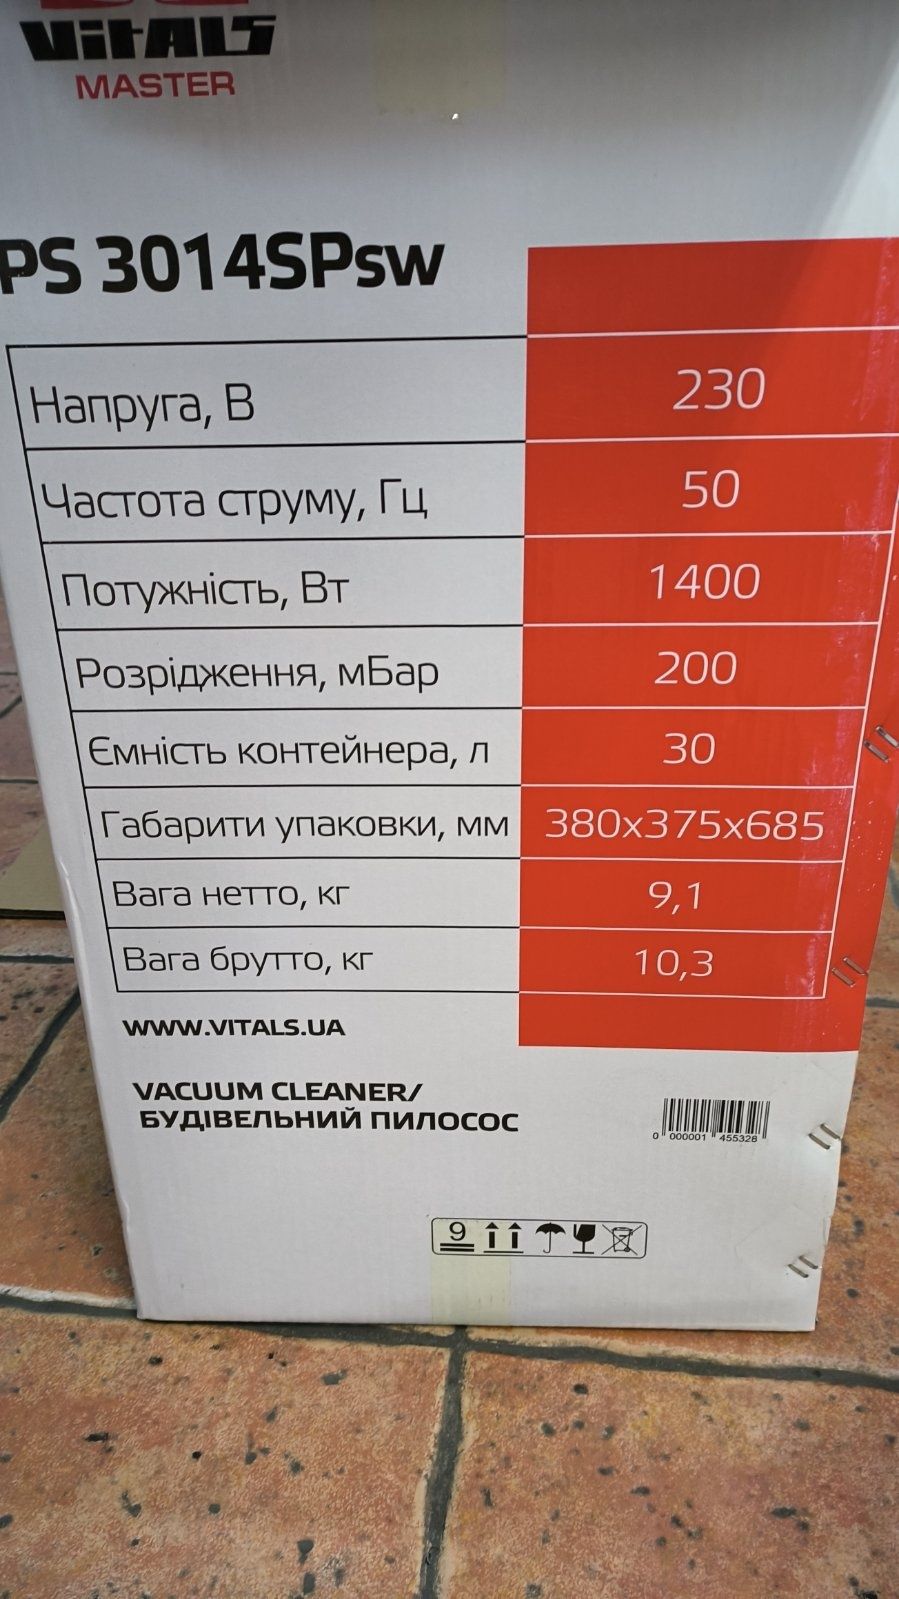 ViTALS
MASTER
PS 3014SPsw
Напруга, В 230
Частота струму, Гц 50
Потужність, Вт 1400
Розрідження, мБар 200
Ємність контейнера, л 30
Габарити упаковки, мм 380x375x685
Вага нетто, кг 9,1
Вага брутто, кг 10,3
WWW.VITALS.UA
VACUUM CLEANER/
БУДІВЕЛЬНИЙ ПИЛОСОС
0 000001 455328
9